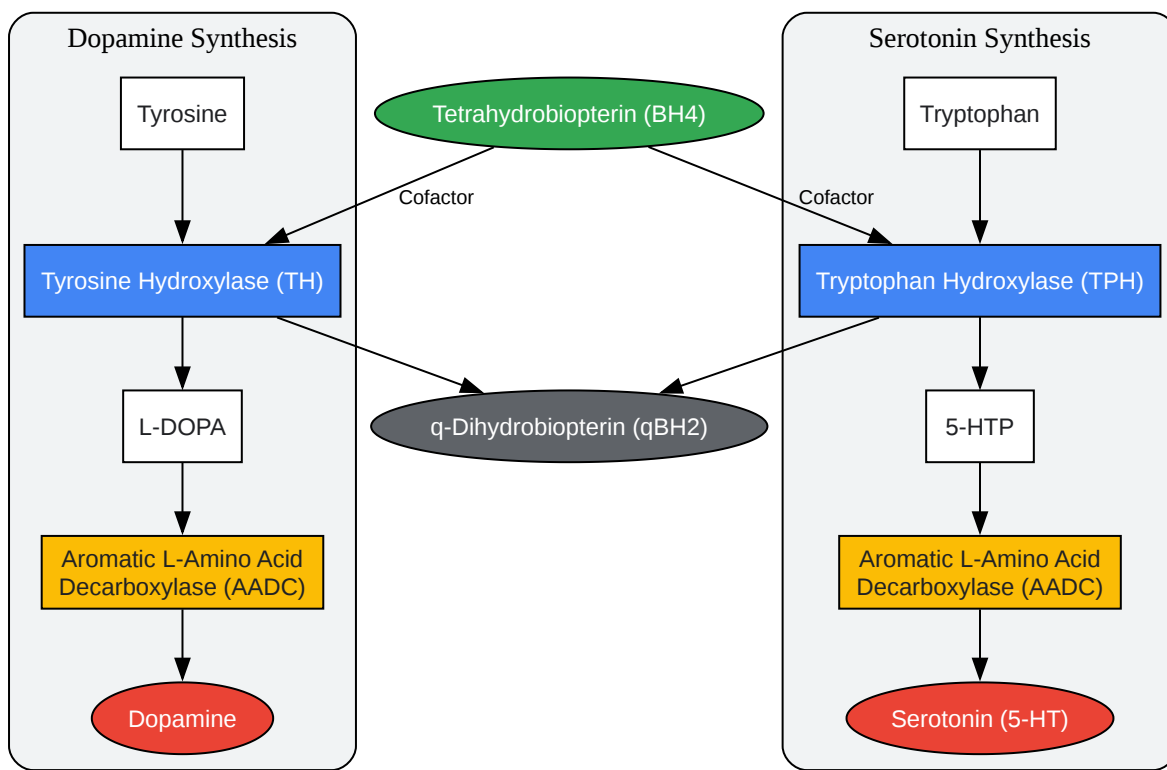 Dopamine Synthesis
Serotonin Synthesis
Tyrosine
Tetrahydrobiopterin (BH4)
Tryptophan
Cofactor
Cofactor
Tyrosine Hydroxylase (TH)
Tryptophan Hydroxylase (TPH)
L-DOPA
q-Dihydrobiopterin (qBH2)
5-HTP
Aromatic L-Amino Acid
Decarboxylase (AADC)
Aromatic L-Amino Acid
Decarboxylase (AADC)
Dopamine
Serotonin (5-HT)